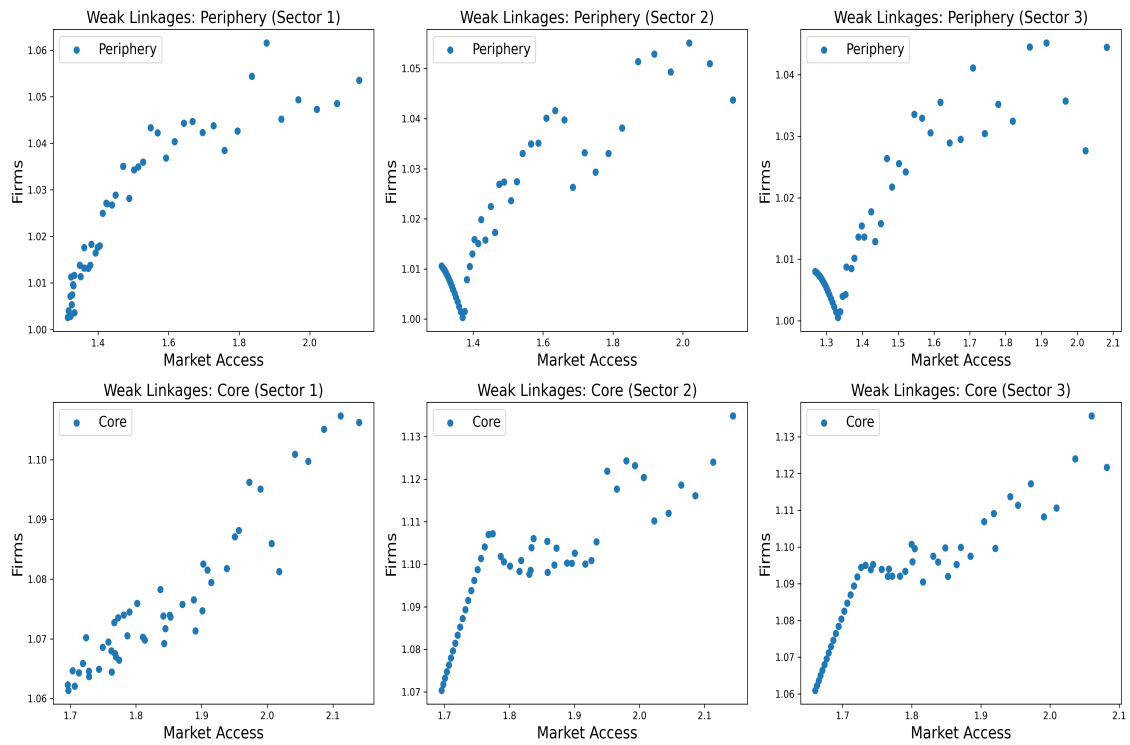 Weak Linkages: Periphery (Sector 1)
Periphery
Firms
1.06
1.05
1.04
1.03
1.02
1.01
1.00
1.4 1.6 1.8 2.0
Market Access
Weak Linkages: Periphery (Sector 2)
Periphery
Firms
1.05
1.04
1.03
1.02
1.01
1.00
1.4 1.6 1.8 2.0
Market Access
Weak Linkages: Periphery (Sector 3)
Periphery
Firms
1.04
1.03
1.02
1.01
1.00
1.3 1.4 1.5 1.6 1.7 1.8 1.9 2.0 2.1
Market Access
Weak Linkages: Core (Sector 1)
Core
Firms
1.10
1.09
1.08
1.07
1.06
1.7 1.8 1.9 2.0 2.1
Market Access
Weak Linkages: Core (Sector 2)
Core
Firms
1.13
1.12
1.11
1.10
1.09
1.08
1.07
1.7 1.8 1.9 2.0 2.1
Market Access
Weak Linkages: Core (Sector 3)
Core
Firms
1.13
1.12
1.11
1.10
1.09
1.08
1.07
1.06
1.7 1.8 1.9 2.0 2.1
Market Access